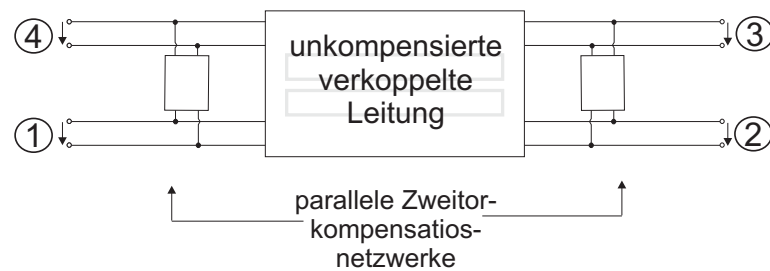 4
3
unkompensierte
verkoppelte
Leitung
1
2
parallele Zweitor-
kompensatios-
netzwerke